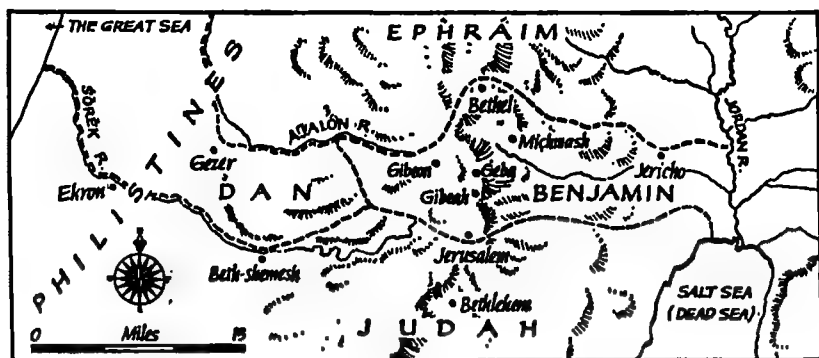 ← THE GREAT SEA
EPHRAIM
PHILISTINES
SŌRĒK R.
AIJALON R.
JORDAN R.
Bethel
Michmash
Gezer
Gibeon
Geba
Jericho
Ekron
DAN
Gibeah
BENJAMIN
Jerusalem
Beth-shemesh
Bethlehem
SALT SEA
(DEAD SEA)
JUDAH
0 Miles 15